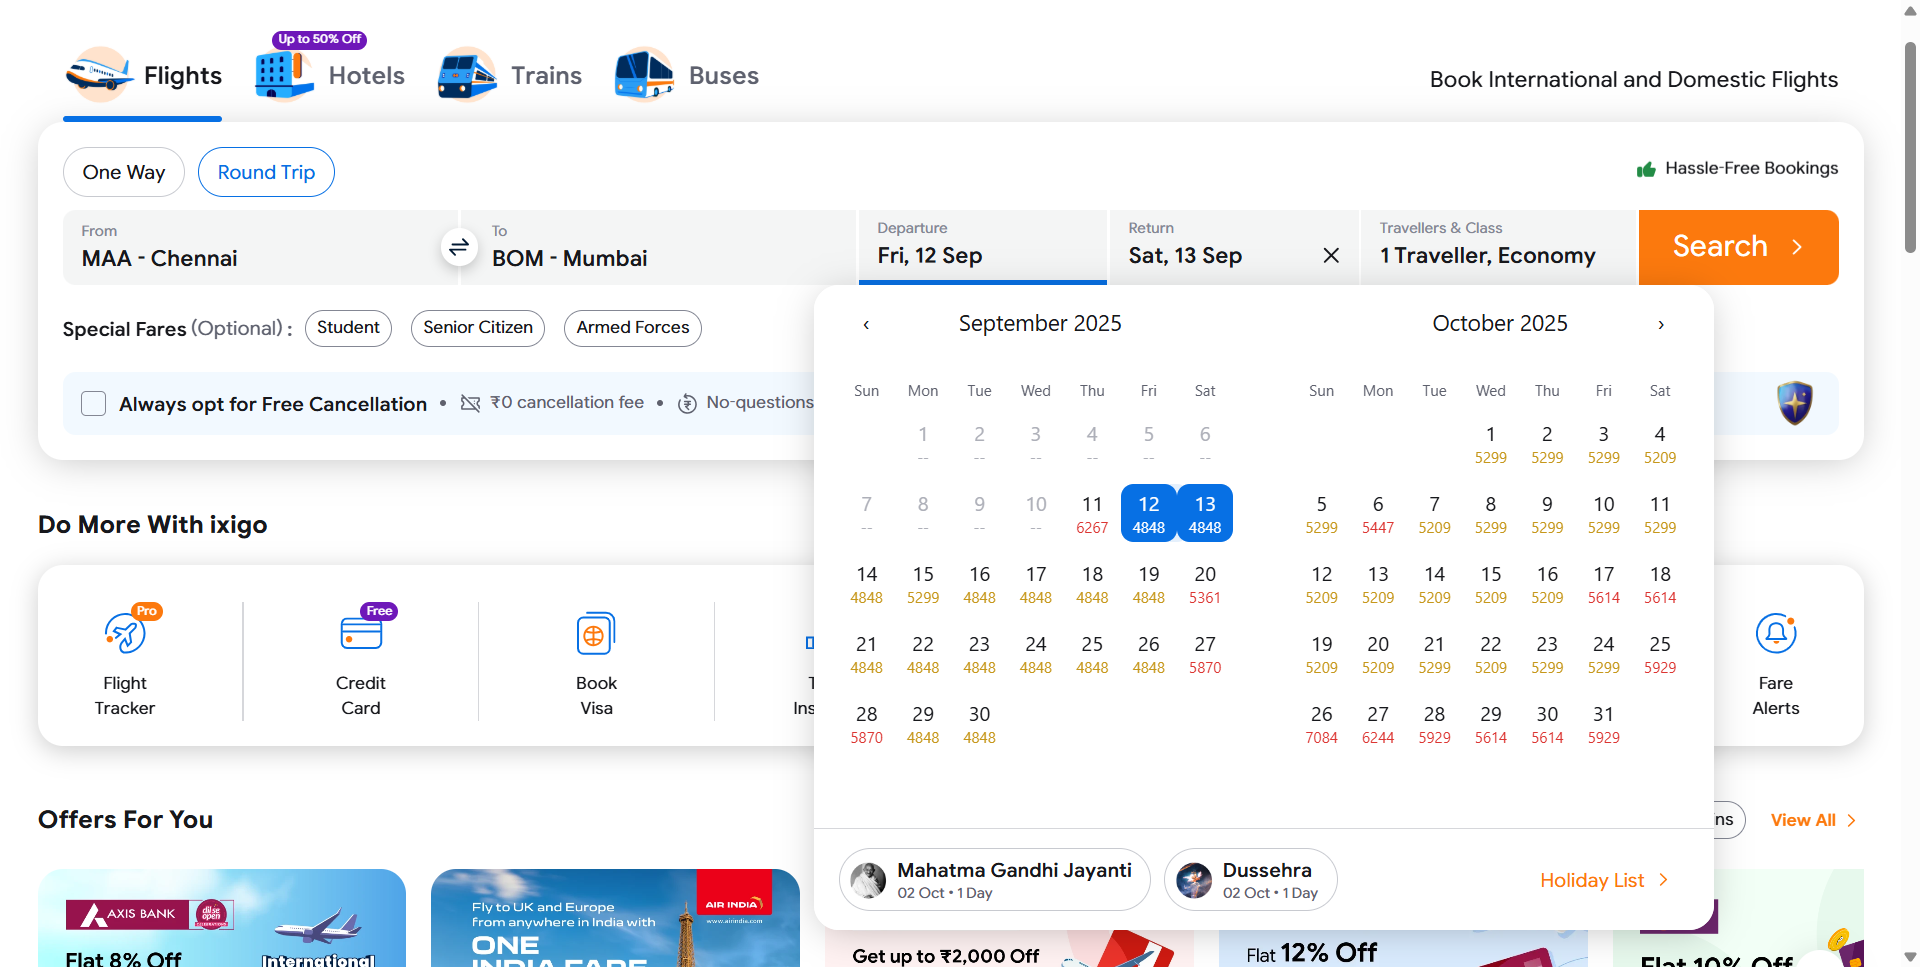 Up to 50% Off
Flights
Hotels
Trains
Buses
Book International and Domestic Flights
One Way
Round Trip
Hassle-Free Bookings
From
MAA - Chennai
To
BOM - Mumbai
Departure
Fri, 12 Sep
Return
Sat, 13 Sep
Travellers & Class
1 Traveller, Economy
Search
Special Fares (Optional) :
Student
Senior Citizen
Armed Forces
Always opt for Free Cancellation • ₹0 cancellation fee • No-questions
September 2025
Sun Mon Tue Wed Thu Fri Sat
1 2 3 4 5 6
-- -- -- -- -- --
7 8 9 10 11 12 13
-- -- -- -- 6267 4848 4848
14 15 16 17 18 19 20
4848 5299 4848 4848 4848 4848 5361
21 22 23 24 25 26 27
4848 4848 4848 4848 4848 4848 5870
28 29 30
5870 4848 4848
October 2025
Sun Mon Tue Wed Thu Fri Sat
1 2 3 4
5299 5299 5299 5209
5 6 7 8 9 10 11
5299 5447 5209 5299 5299 5299 5299
12 13 14 15 16 17 18
5209 5209 5209 5209 5209 5614 5614
19 20 21 22 23 24 25
5209 5209 5299 5209 5299 5299 5929
26 27 28 29 30 31
7084 6244 5929 5614 5614 5929
Mahatma Gandhi Jayanti
02 Oct • 1 Day
Dussehra
02 Oct • 1 Day
Holiday List
Do More With ixigo
Pro
Flight
Tracker
Free
Credit
Card
Book
Visa
T
Ins
Fare
Alerts
Offers For You
ns
View All
AXIS BANK
dil se
open
Flat 8% Off
International
Fly to UK and Europe
from anywhere in India with
ONE
INDIA FARE
AIR INDIA
www.airindia.com
Get up to ₹2,000 Off
Flat 12% Off
Flat 10% Off